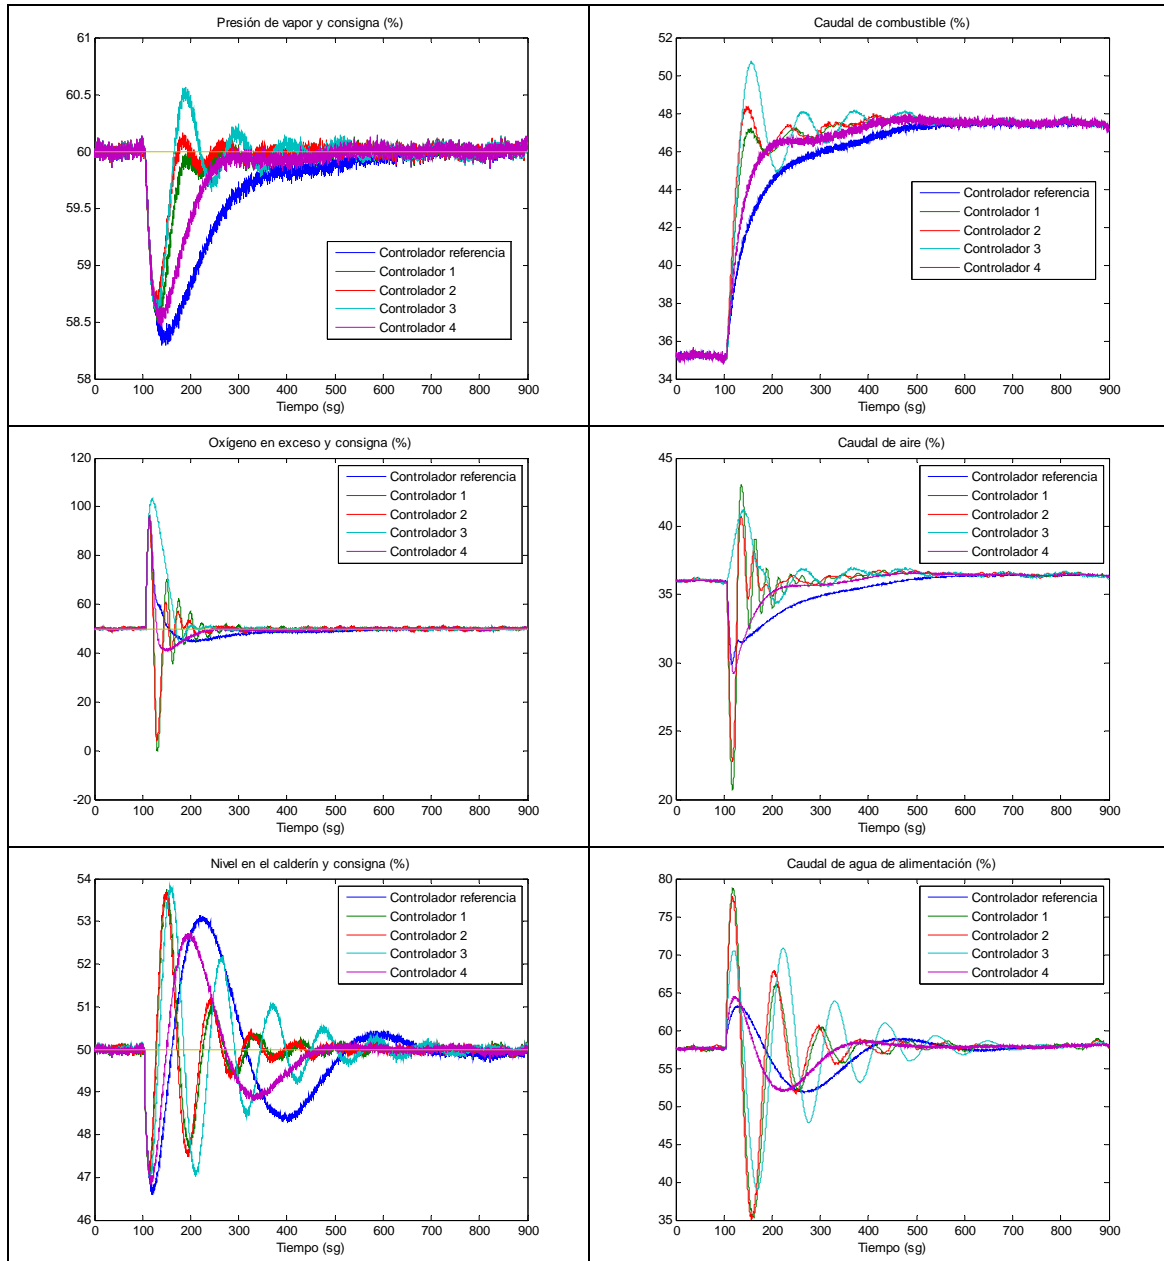 Presión de vapor y consigna (%)
61
60.5
60
59.5
59
58.5
58
0 100 200 300 400 500 600 700 800 900
Tiempo (sg)
Controlador referencia
Controlador 1
Controlador 2
Controlador 3
Controlador 4
Caudal de combustible (%)
52
50
48
46
44
42
40
38
36
34
0 100 200 300 400 500 600 700 800 900
Tiempo (sg)
Controlador referencia
Controlador 1
Controlador 2
Controlador 3
Controlador 4
Oxígeno en exceso y consigna (%)
120
100
80
60
40
20
0
-20
0 100 200 300 400 500 600 700 800 900
Tiempo (sg)
Controlador referencia
Controlador 1
Controlador 2
Controlador 3
Controlador 4
Caudal de aire (%)
45
40
35
30
25
20
0 100 200 300 400 500 600 700 800 900
Tiempo (sg)
Controlador referencia
Controlador 1
Controlador 2
Controlador 3
Controlador 4
Nivel en el calderín y consigna (%)
54
53
52
51
50
49
48
47
46
0 100 200 300 400 500 600 700 800 900
Tiempo (sg)
Controlador referencia
Controlador 1
Controlador 2
Controlador 3
Controlador 4
Caudal de agua de alimentación (%)
80
75
70
65
60
55
50
45
40
35
0 100 200 300 400 500 600 700 800 900
Tiempo (sg)
Controlador referencia
Controlador 1
Controlador 2
Controlador 3
Controlador 4